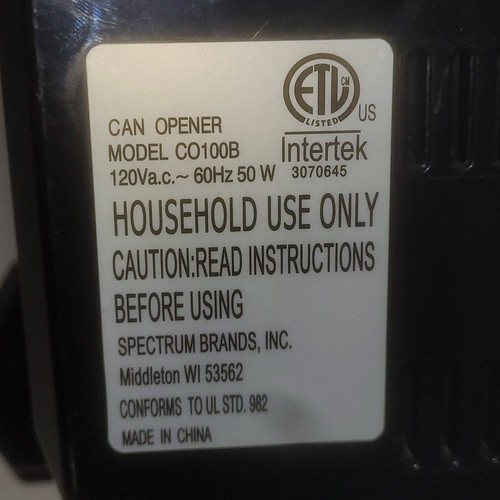 ETL CM
LISTED
US
Intertek
3070645
CAN OPENER
MODEL CO100B
120Va.c.~ 60Hz 50 W
HOUSEHOLD USE ONLY
CAUTION:READ INSTRUCTIONS
BEFORE USING
SPECTRUM BRANDS, INC.
Middleton WI 53562
CONFORMS TO UL STD. 982
MADE IN CHINA